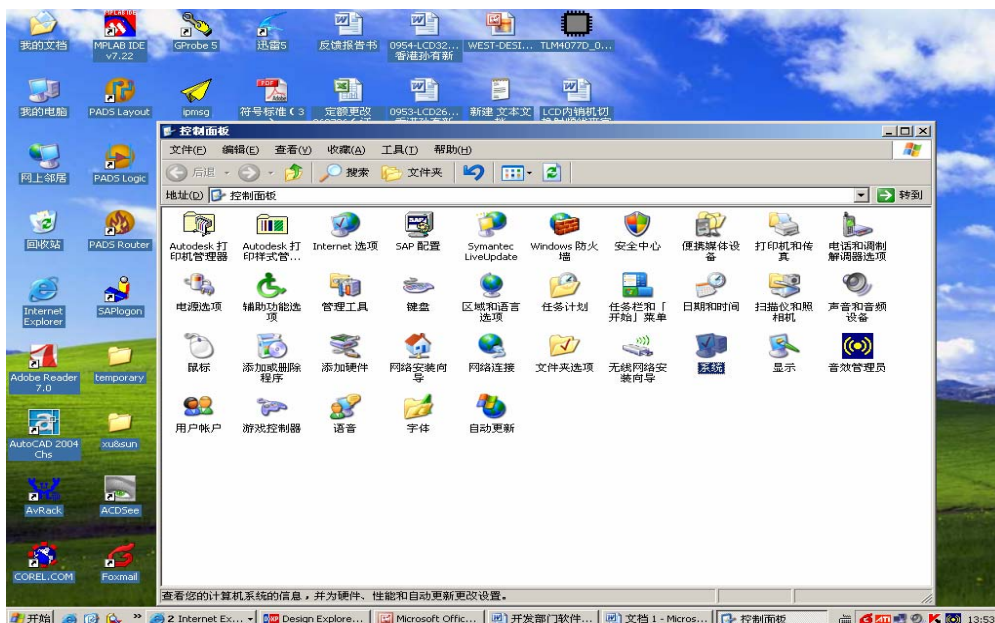 我的文档
MPLAB IDE
v7.22
GProbe 5
迅雷5
反馈报告书
0954-LCD32...
香港孙有新
WEST-DESI...
TLM4077D_0...
我的电脑
PADS Layout
ipmsg
符号标准(3
定额更改
0953-LCD26...
新建 文本文
LCD内销机切
网上邻居
PADS Logic
回收站
PADS Router
Internet
Explorer
SAPlogon
Adobe Reader
7.0
temporary
AutoCAD 2004
Chs
xu&sun
AvRack
ACDSee
COREL.COM
Foxmail
控制面板
文件(F) 编辑(E) 查看(V) 收藏(A) 工具(T) 帮助(H)
后退 搜索 文件夹
地址(D) 控制面板 转到
Autodesk 打
印机管理器
Autodesk 打
印样式管...
Internet 选项
SAP 配置
Symantec
LiveUpdate
Windows 防火
墙
安全中心
便携媒体设
备
打印机和传
真
电话和调制
解调器选项
电源选项
辅助功能选
项
管理工具
键盘
区域和语言
选项
任务计划
任务栏和「
开始」菜单
日期和时间
扫描仪和照
相机
声音和音频
设备
鼠标
添加或删除
程序
添加硬件
网络安装向
导
网络连接
文件夹选项
无线网络安
装向导
系统
显示
音效管理员
用户帐户
游戏控制器
语音
字体
自动更新
查看您的计算机系统的信息,并为硬件、性能和自动更新更改设置。
开始 » 2 Internet Ex... Design Explore... Microsoft Offic... 开发部门软件... 文档 1 - Micros... 控制面板 13:53